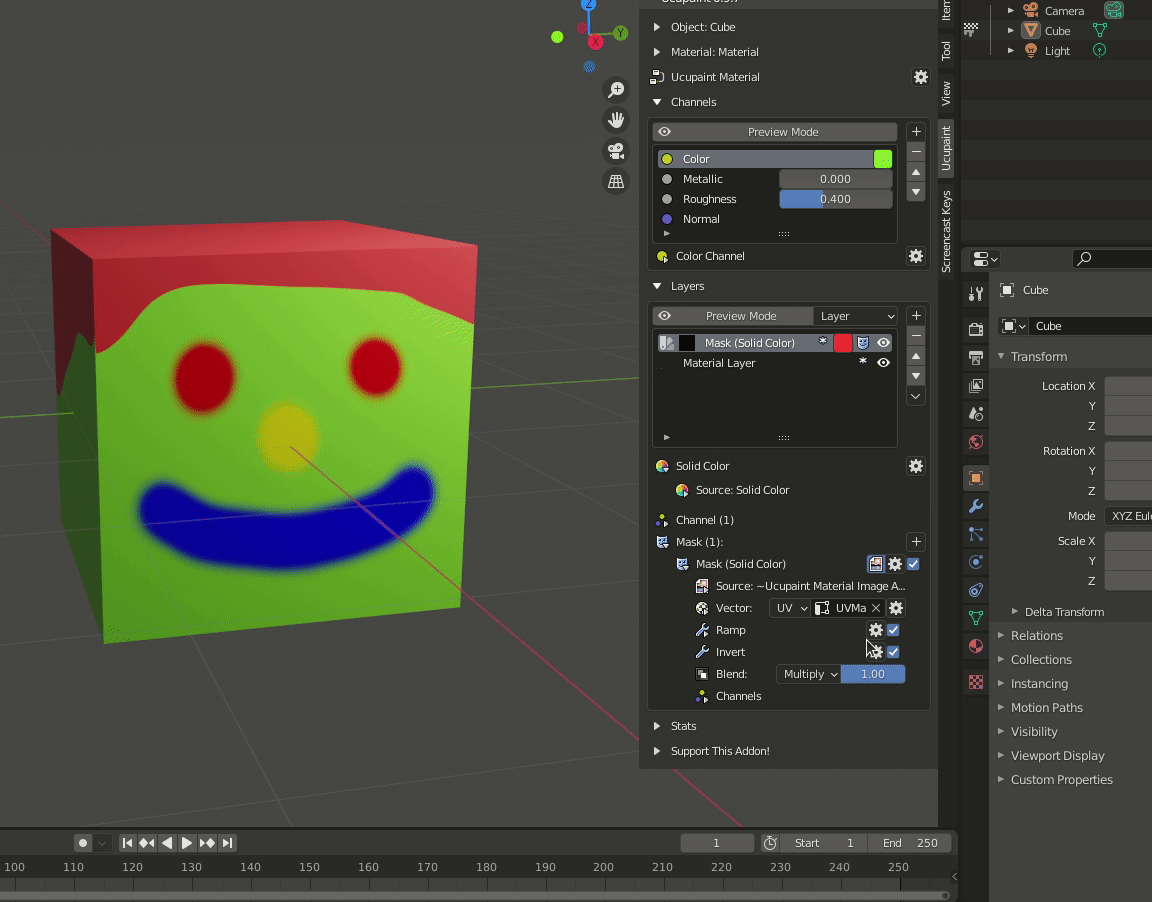 Z
Y
X
Object: Cube
Material: Material
Ucupaint Material
Channels
Preview Mode
Color
Metallic 0.000
Roughness 0.400
Normal
Color Channel
Layers
Preview Mode Layer
Mask (Solid Color) *
Material Layer *
Solid Color
Source: Solid Color
Channel (1)
Mask (1):
Mask (Solid Color)
Source: ~Ucupaint Material Image A...
Vector: UV UVMa
Ramp
Invert
Blend: Multiply 1.00
Channels
Stats
Support This Addon!
Item
Tool
View
Ucupaint
Screencast Keys
Camera
Cube
Light
Cube
Cube
Transform
Location X
Y
Z
Rotation X
Y
Z
Mode XYZ Eul
Scale X
Y
Z
Delta Transform
Relations
Collections
Instancing
Motion Paths
Visibility
Viewport Display
Custom Properties
1 Start 1 End 250
100 110 120 130 140 150 160 170 180 190 200 210 220 230 240 250